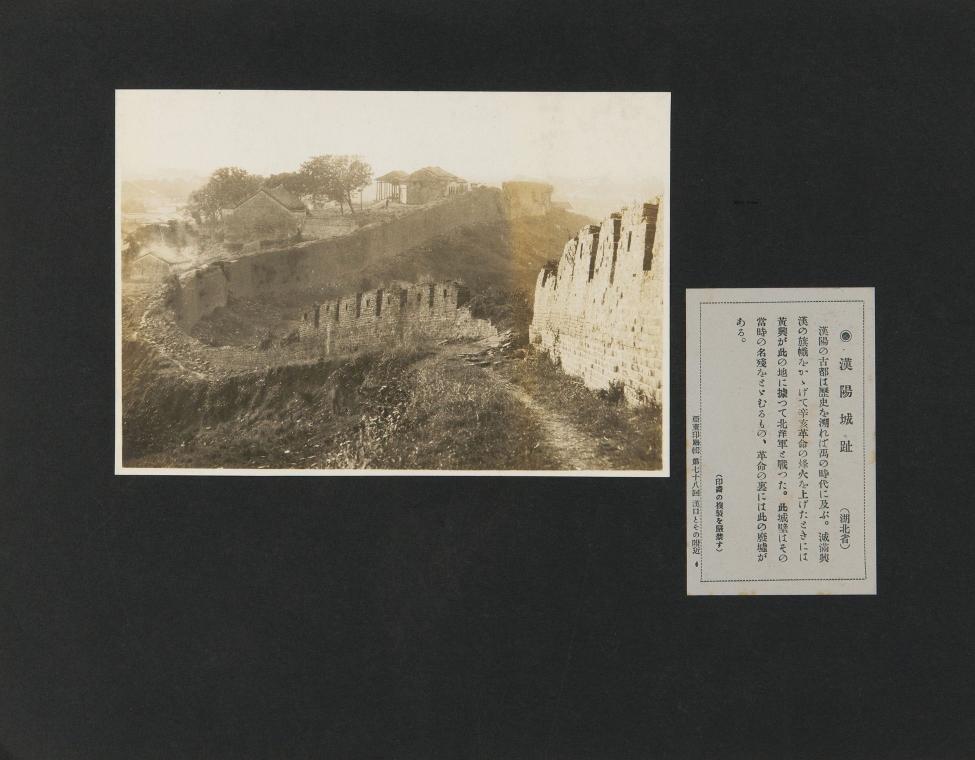 ◉ 漢陽城趾 (湖北省)
漢陽の古都は歴史を溯れば禹の時代に及ぶ。滅滿興
漢の旗幟をかゝげて辛亥革命の烽火を上げたときには
黃興が此の地に據つて北洋軍と戰つた。此城壁はその
當時の名殘をとゞむるもの、革命の裏には此の廢墟が
ある。
(印畵の複製を嚴禁す)
亞東印畵輯 第七十八回 漢口とその附近